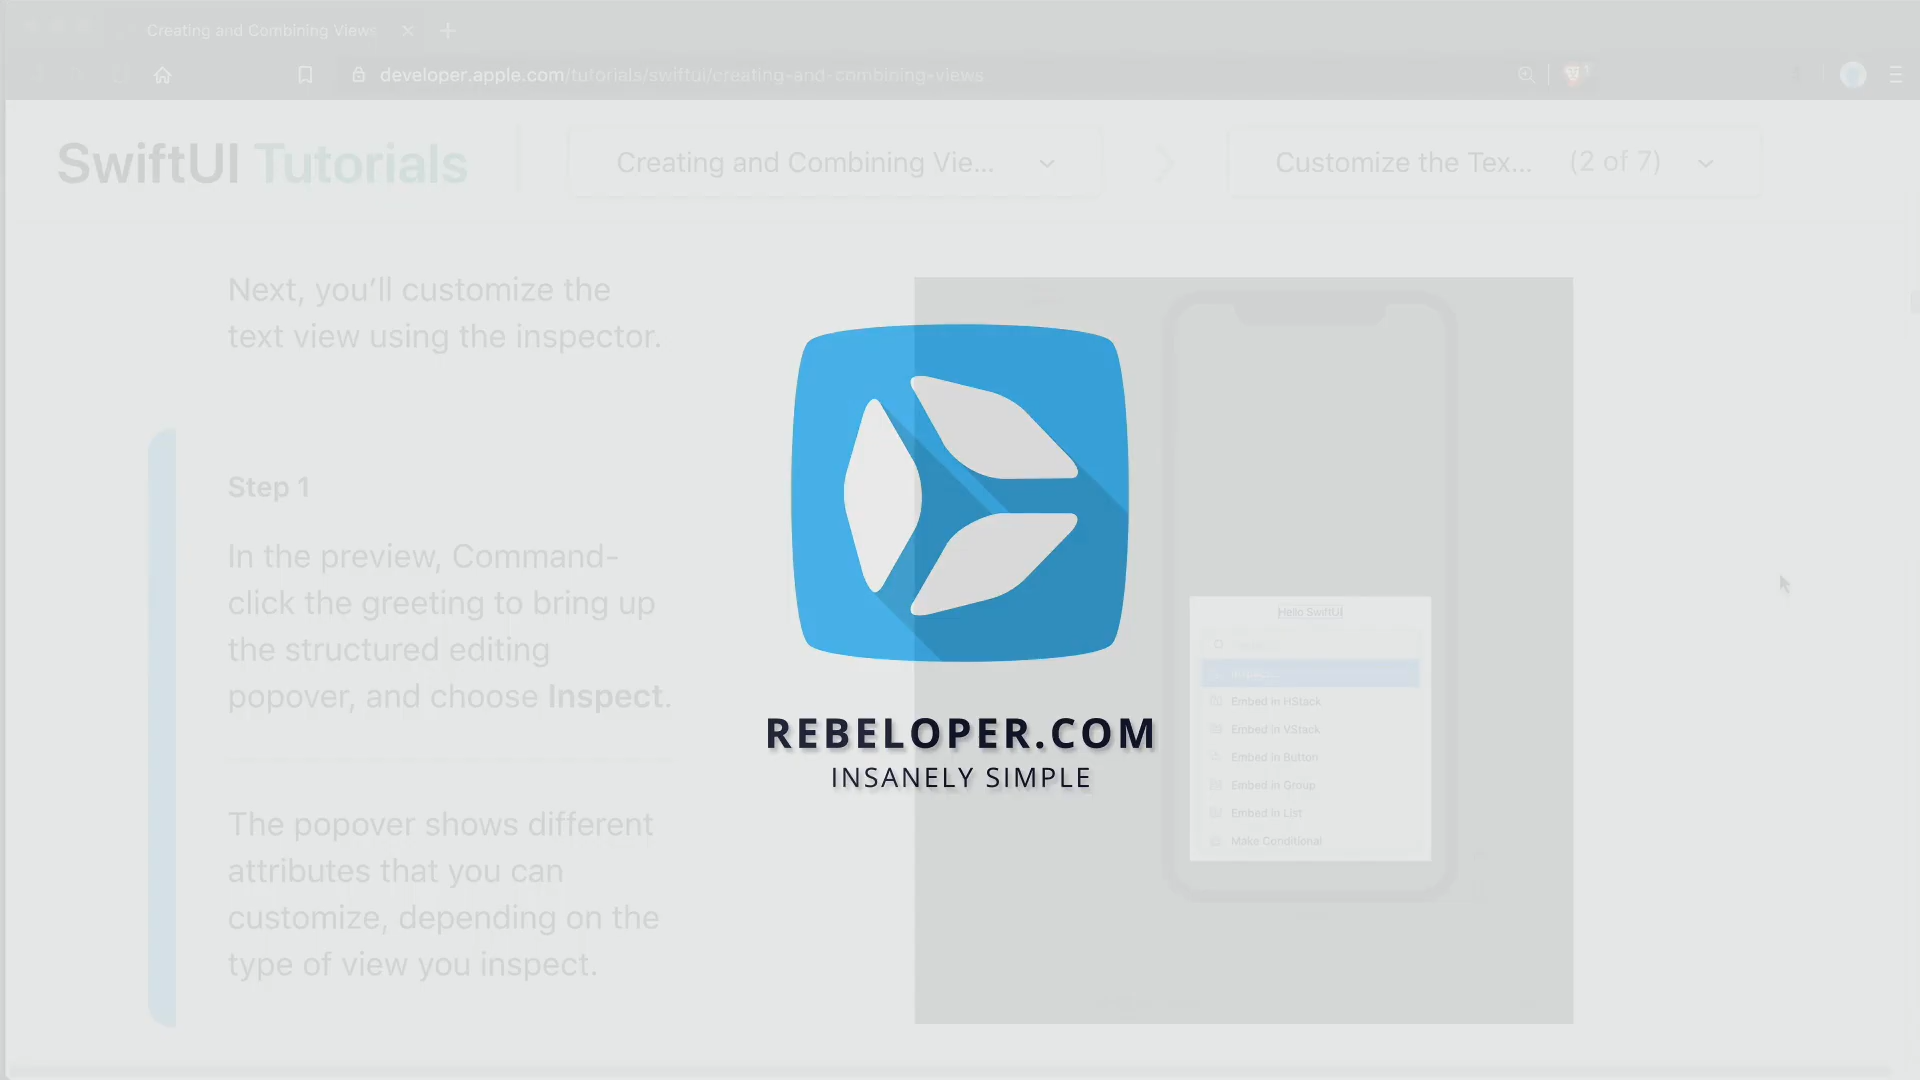 Creating and Combining Views
developer.apple.com/tutorials/swiftui/creating-and-combining-views
SwiftUI Tutorials
Creating and Combining Vie...
Customize the Tex... (2 of 7)
Next, you’ll customize the
text view using the inspector.
Step 1
In the preview, Command-
click the greeting to bring up
the structured editing
popover, and choose Inspect.
The popover shows different
attributes that you can
customize, depending on the
type of view you inspect.
REBELOPER.COM
INSANELY SIMPLE
Hello SwiftUI
Embed in HStack
Embed in VStack
Embed in Button
Embed in Group
Embed in List
Make Conditional